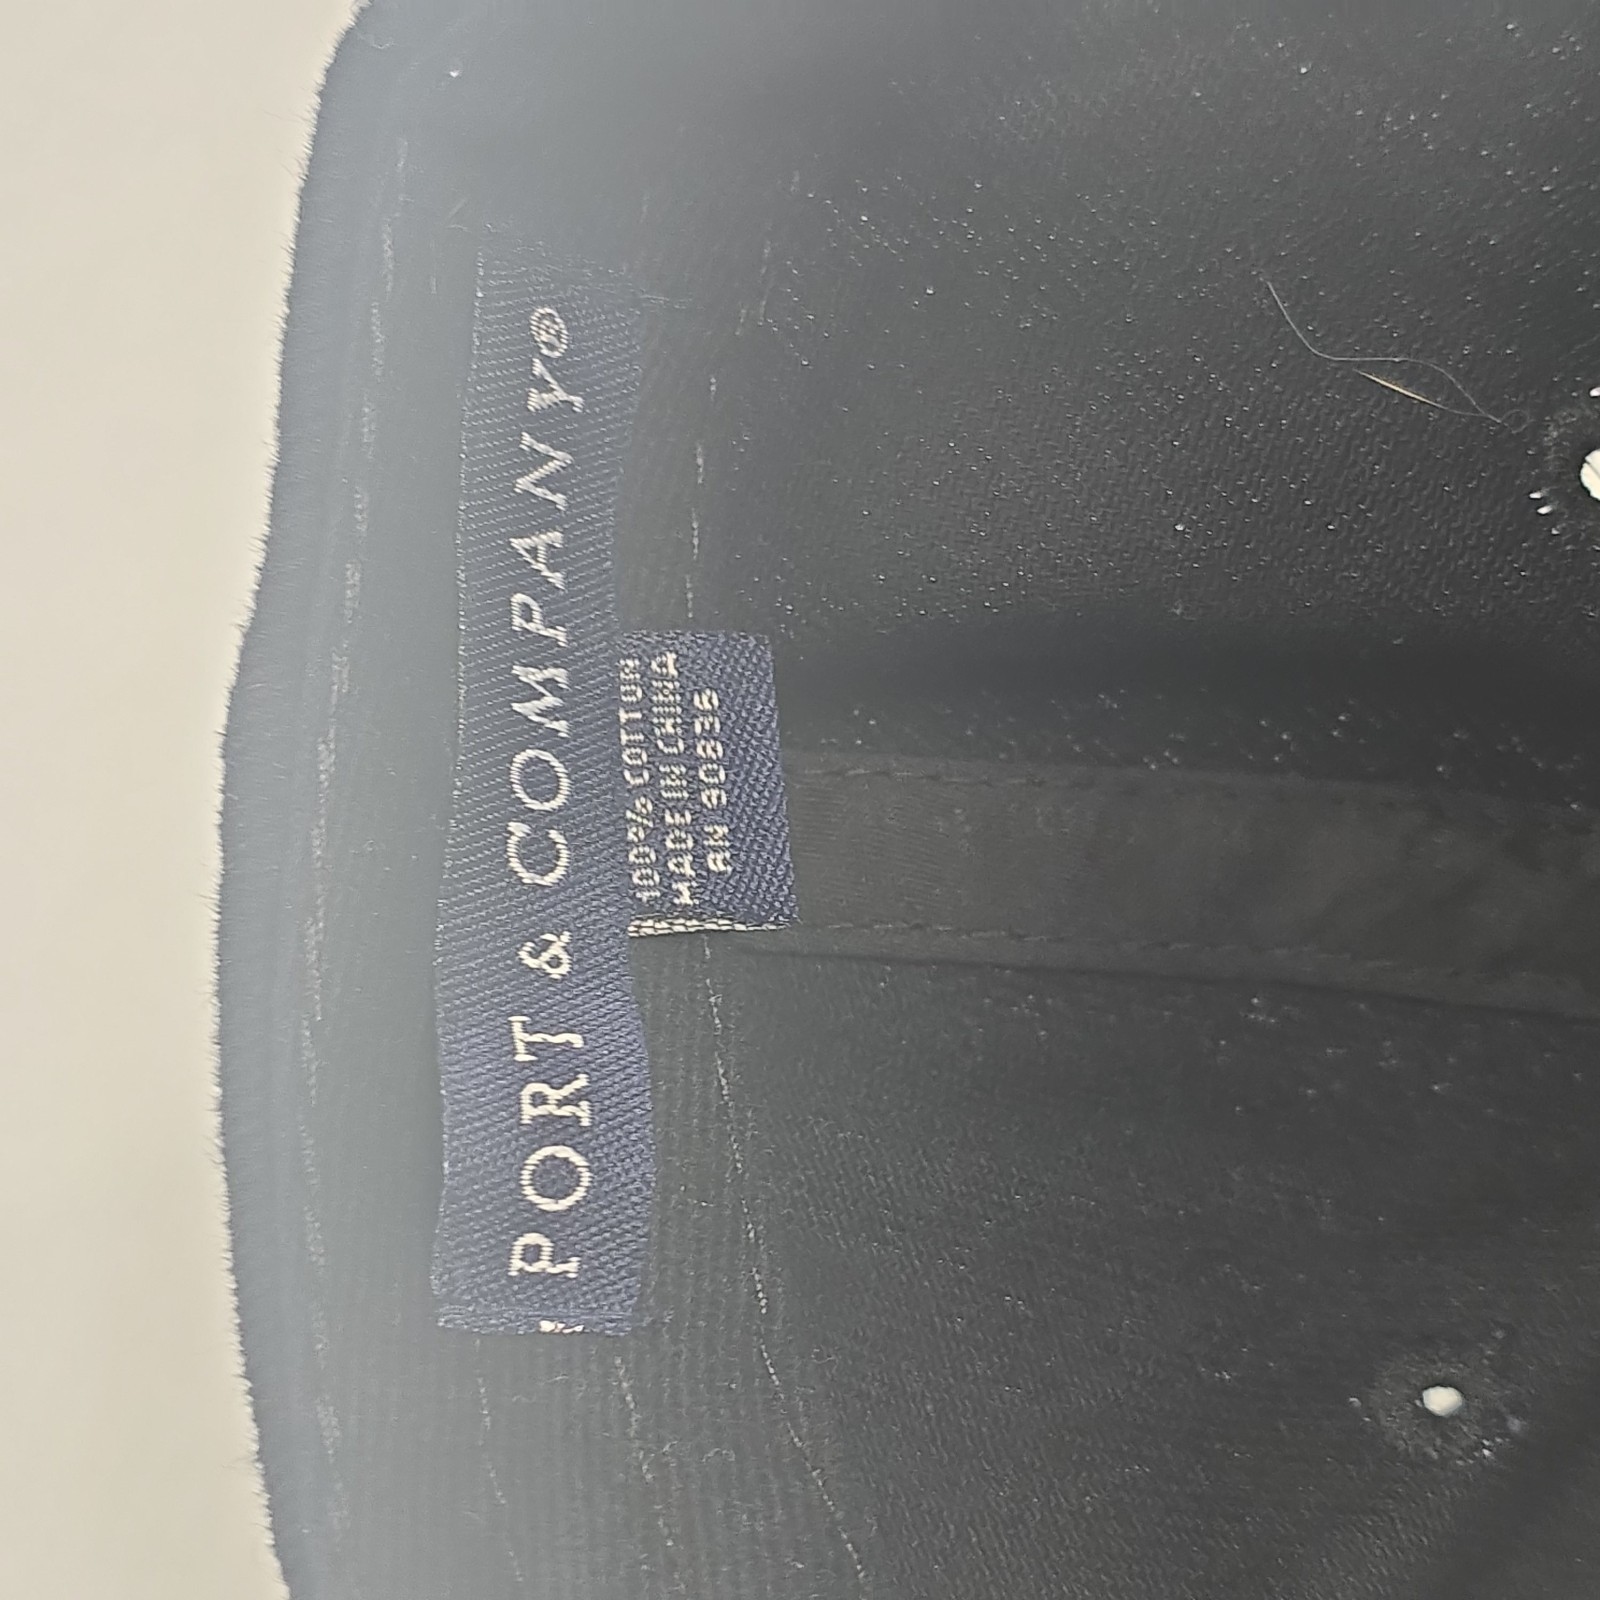 PORT & COMPANY®
100% COTTON
MADE IN CHINA
RN 90836